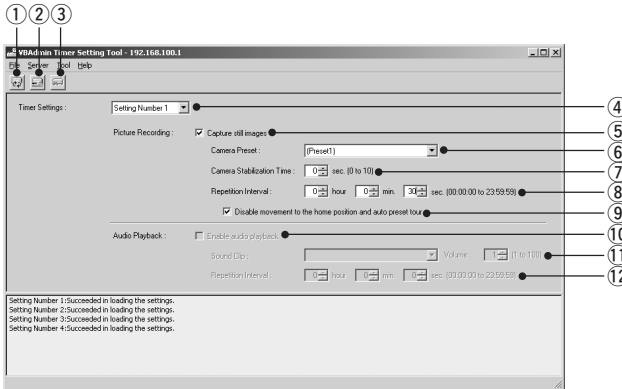 ① ② ③
VBAdmin Timer Setting Tool - 192.168.100.1
File Server Tool Help
Timer Settings : Setting Number 1 ④
Picture Recording : Capture still images ⑤
Camera Preset : (Preset1) ⑥
Camera Stabilization Time : 0 sec. (0 to 10) ⑦
Repetition Interval : 0 hour 0 min. 30 sec. (00:00:00 to 23:59:59) ⑧
Disable movement to the home position and auto preset tour ⑨
Audio Playback : Enable audio playback. ⑩
Sound Clip : Volume 1 (1 to 100) ⑪
Repetition Interval : 0 hour 0 min. 0 sec. (00:00:00 to 23:59:59) ⑫
Setting Number 1:Succeeded in loading the settings.
Setting Number 2:Succeeded in loading the settings.
Setting Number 3:Succeeded in loading the settings.
Setting Number 4:Succeeded in loading the settings.